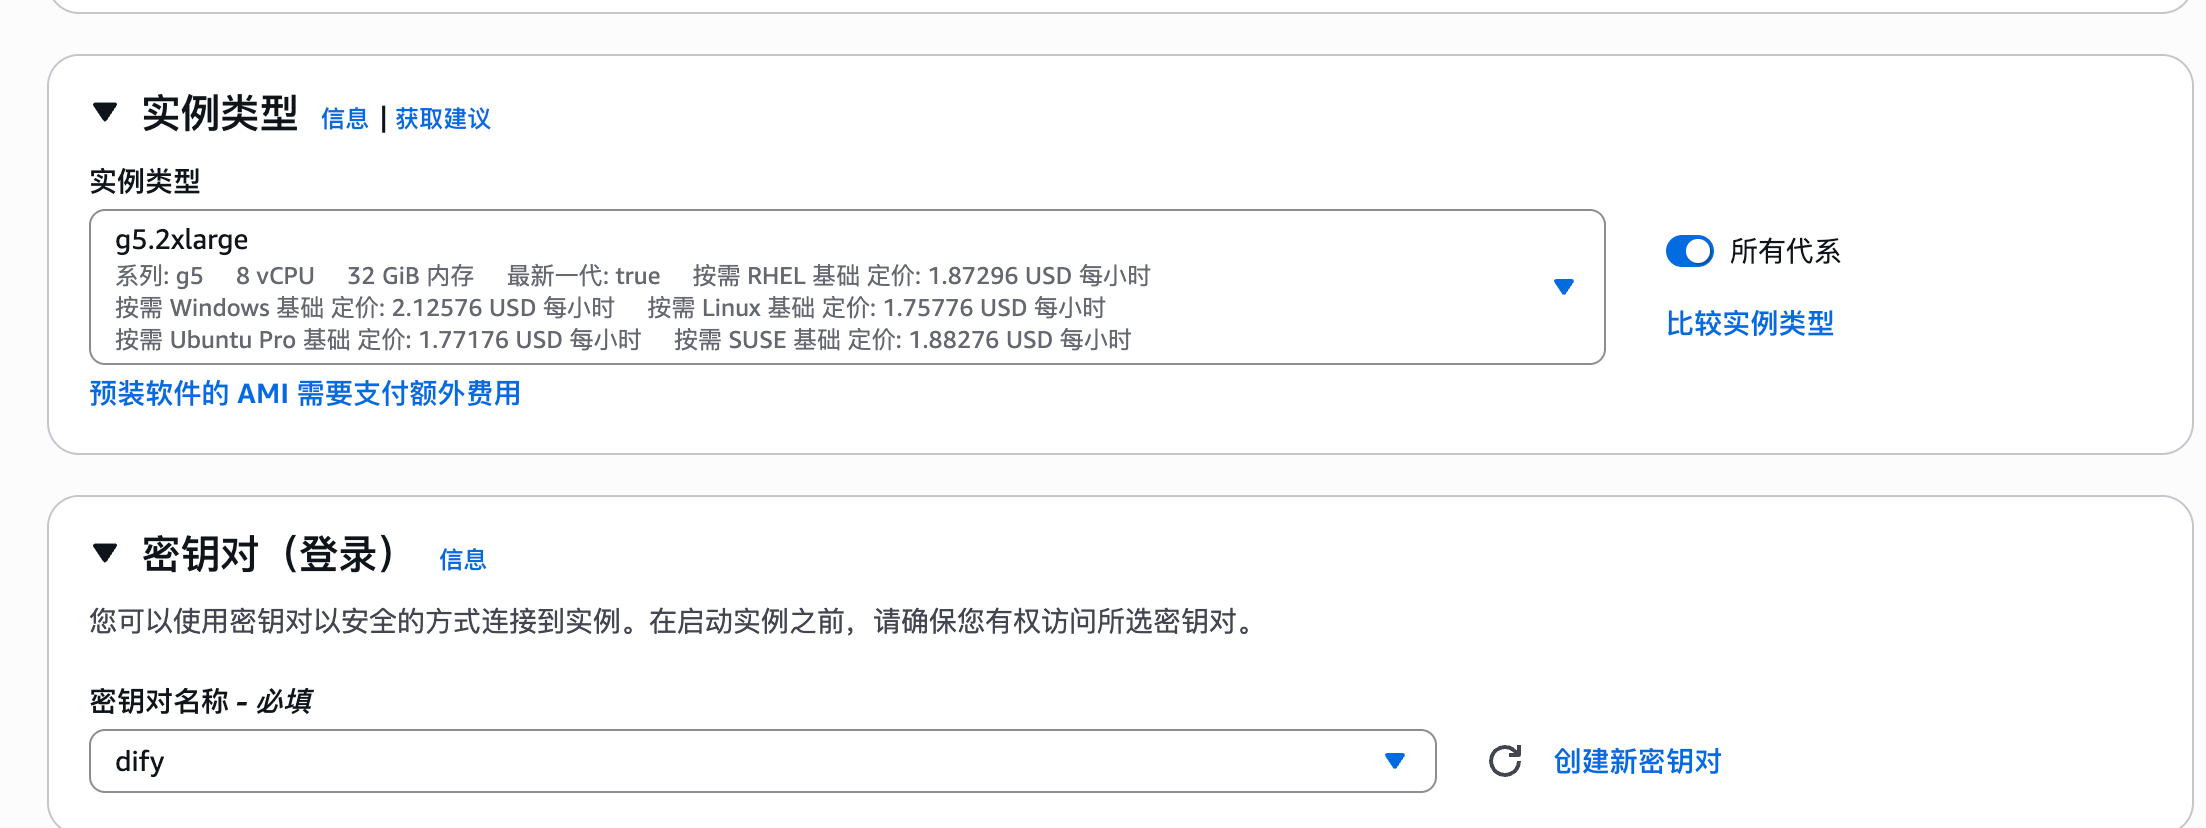 实例类型 信息 | 获取建议
实例类型
g5.2xlarge
系列: g5 8 vCPU 32 GiB 内存 最新一代: true 按需 RHEL 基础 定价: 1.87296 USD 每小时
按需 Windows 基础 定价: 2.12576 USD 每小时 按需 Linux 基础 定价: 1.75776 USD 每小时
按需 Ubuntu Pro 基础 定价: 1.77176 USD 每小时 按需 SUSE 基础 定价: 1.88276 USD 每小时
所有代系
比较实例类型
预装软件的 AMI 需要支付额外费用
密钥对（登录） 信息
您可以使用密钥对以安全的方式连接到实例。在启动实例之前，请确保您有权访问所选密钥对。
密钥对名称 - 必填
dify
创建新密钥对